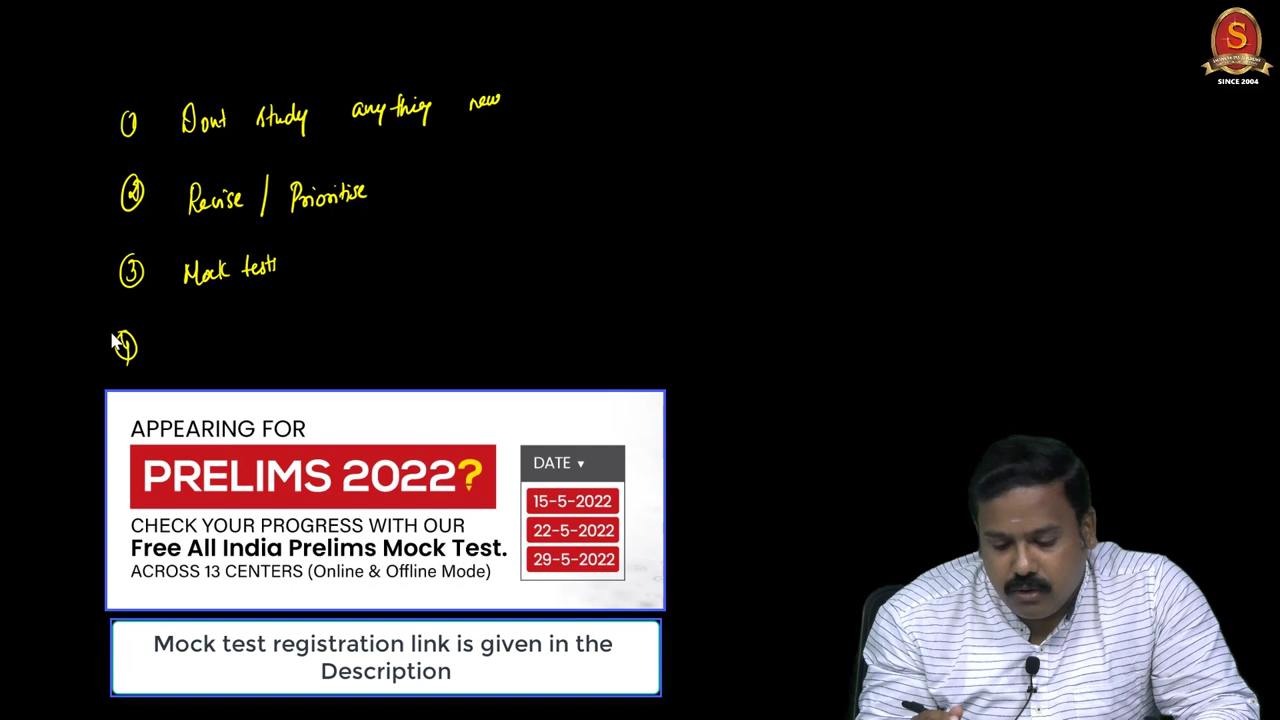 ① Dont study anything new
② Revise / Prioritise
③ Mock tests
④
S
SINCE 2004
APPEARING FOR
PRELIMS 2022?
CHECK YOUR PROGRESS WITH OUR
Free All India Prelims Mock Test.
ACROSS 13 CENTERS (Online & Offline Mode)
DATE ▼
15-5-2022
22-5-2022
29-5-2022
Mock test registration link is given in the
Description